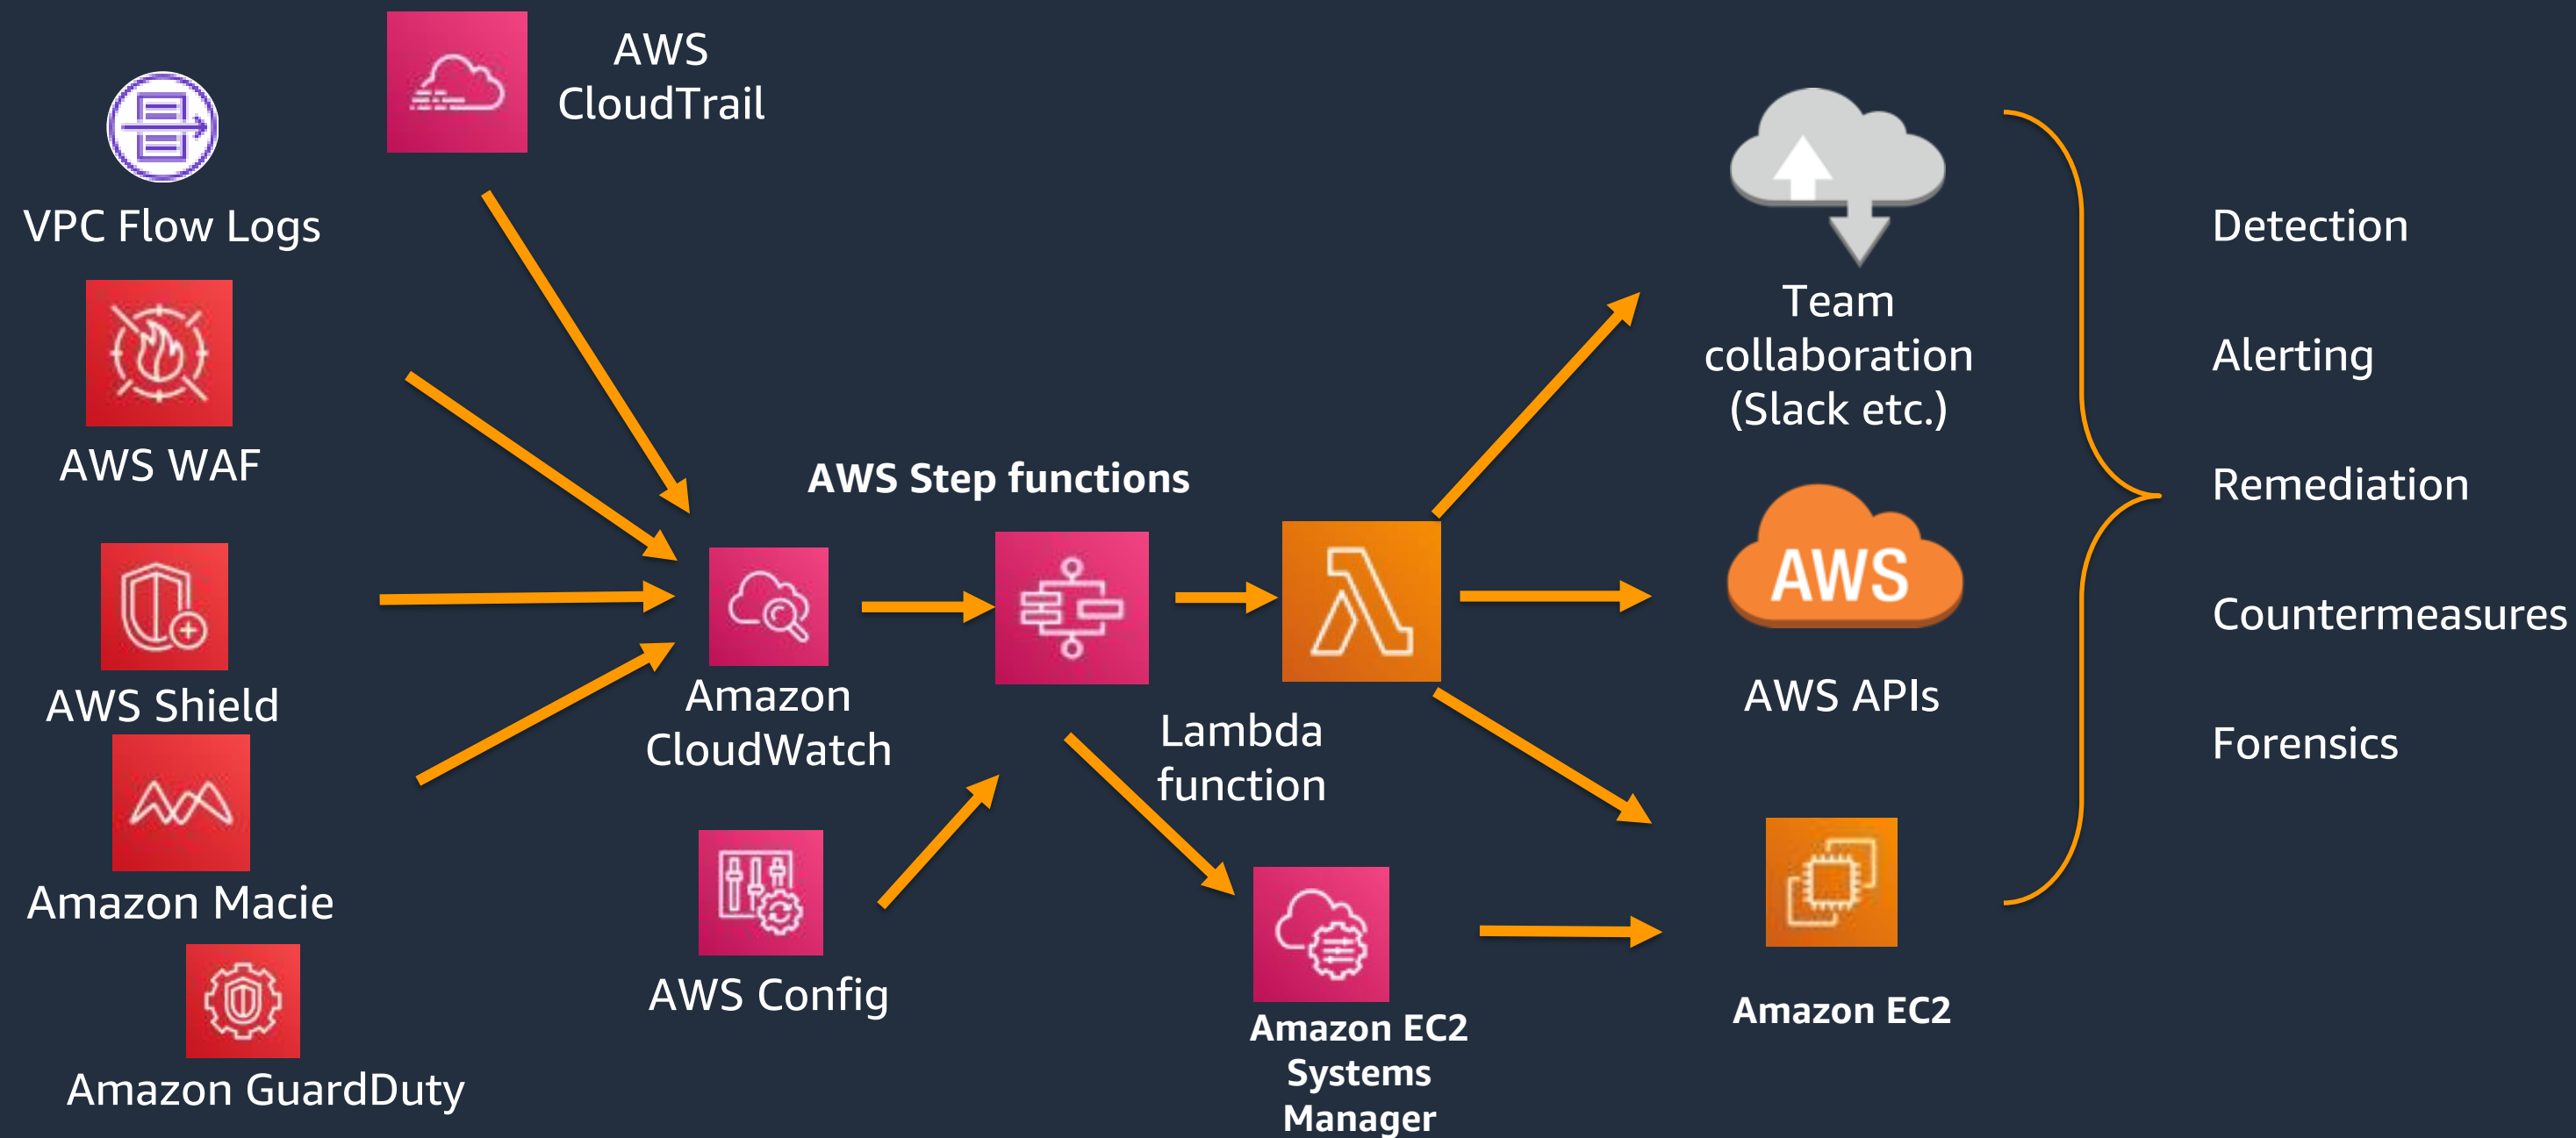 AWS
CloudTrail
VPC Flow Logs
AWS WAF
AWS Shield
Amazon Macie
Amazon GuardDuty
AWS Step functions
Amazon
CloudWatch
AWS Config
Lambda
function
Amazon EC2
Systems
Manager
Team
collaboration
(Slack etc.)
AWS
AWS APIs
Amazon EC2
Detection
Alerting
Remediation
Countermeasures
Forensics